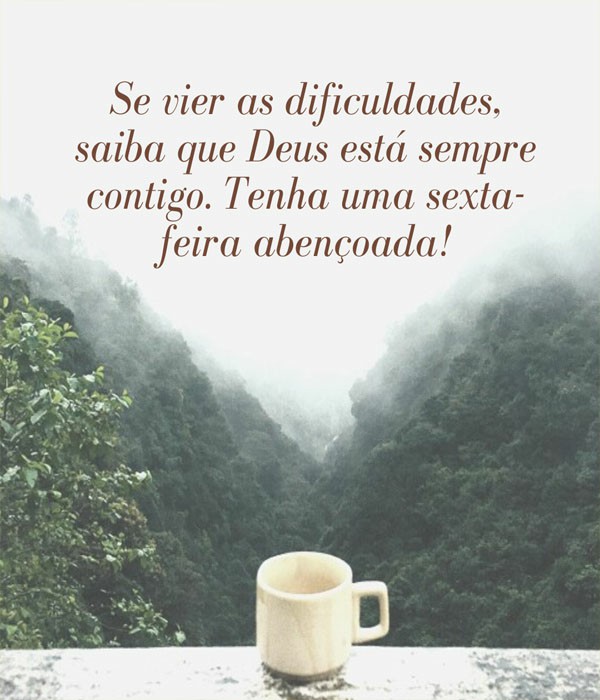 Se vier as dificuldades,
saiba que Deus está sempre
contigo. Tenha uma sexta-
feira abençoada!